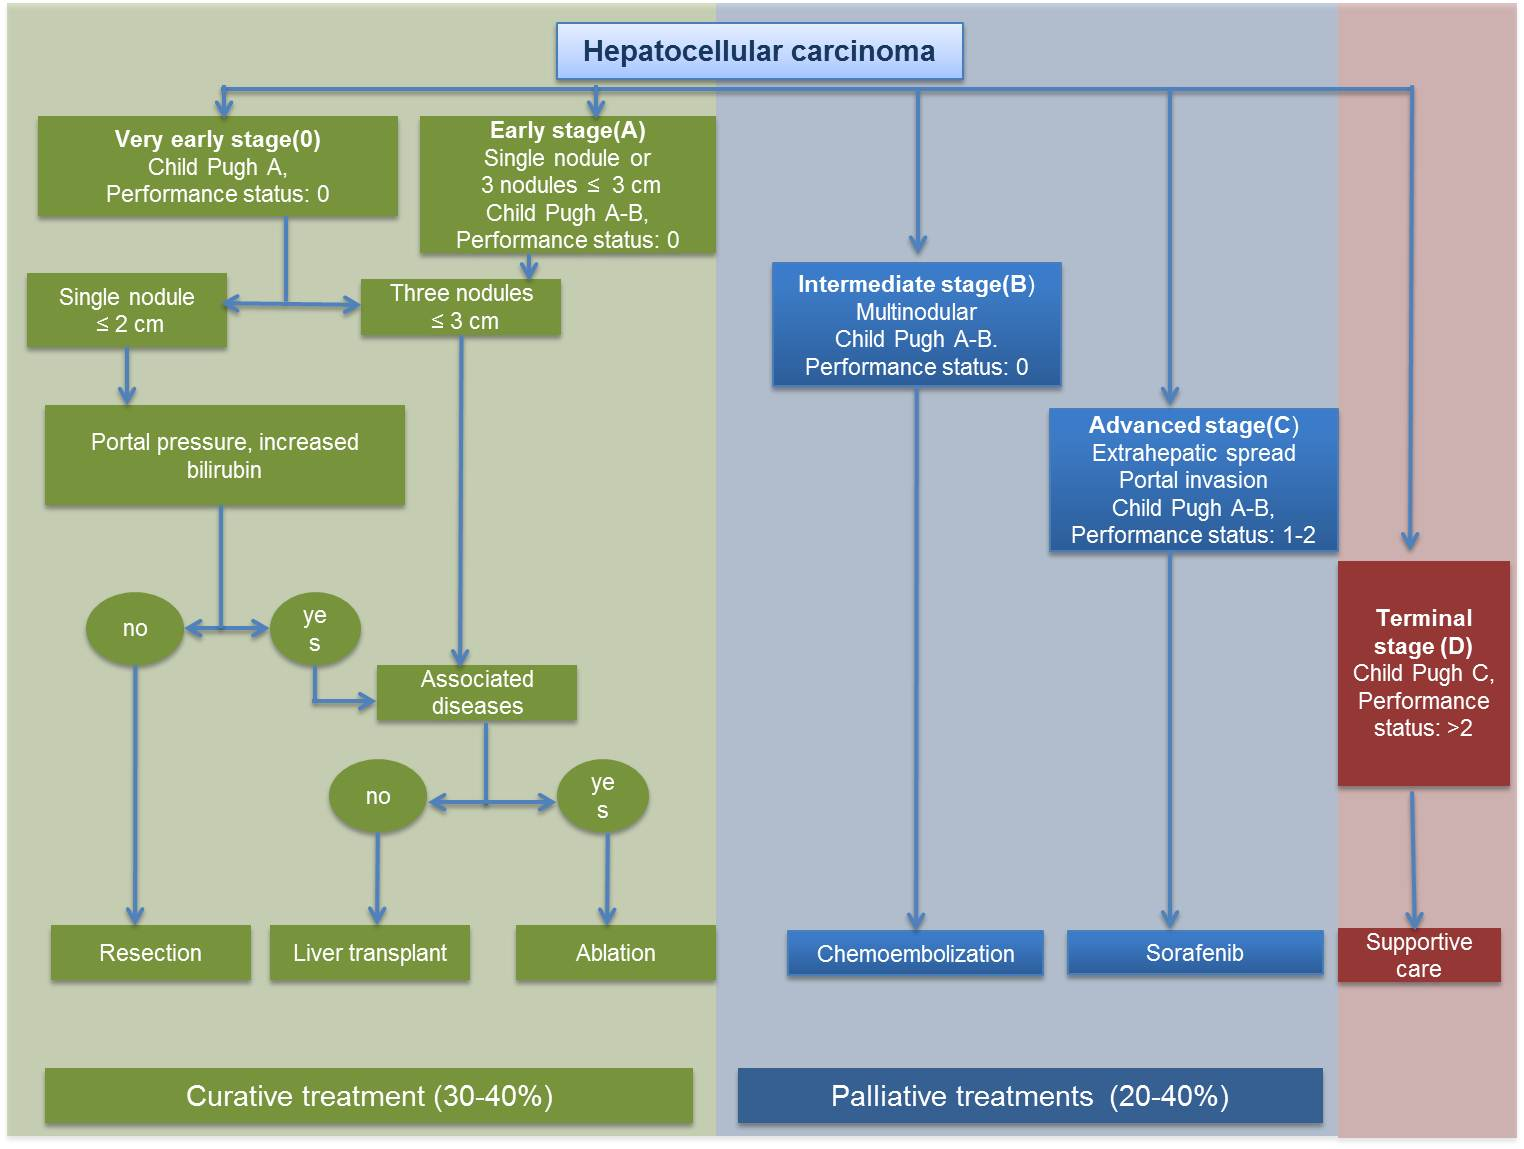 Hepatocellular carcinoma
Very early stage(0)
Child Pugh A,
Performance status: 0
Early stage(A)
Single nodule or
3 nodules ≤ 3 cm
Child Pugh A-B,
Performance status: 0
Single nodule
≤ 2 cm
Three nodules
≤ 3 cm
Intermediate stage(B)
Multinodular
Child Pugh A-B.
Performance status: 0
Portal pressure, increased
bilirubin
Advanced stage(C)
Extrahepatic spread
Portal invasion
Child Pugh A-B,
Performance status: 1-2
no
ye
s
Terminal
stage (D)
Child Pugh C,
Performance
status: >2
Associated
diseases
no
ye
s
Resection
Liver transplant
Ablation
Chemoembolization
Sorafenib
Supportive
care
Curative treatment (30-40%)
Palliative treatments (20-40%)